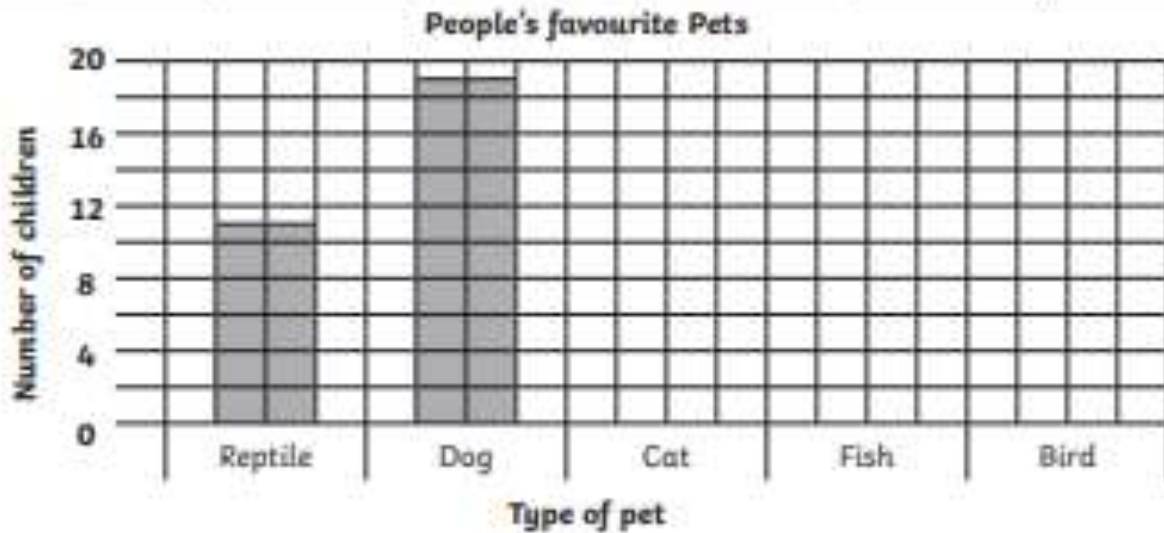 People's favourite Pets
Number of children
20
16
12
8
4
0
Reptile Dog Cat Fish Bird
Type of pet